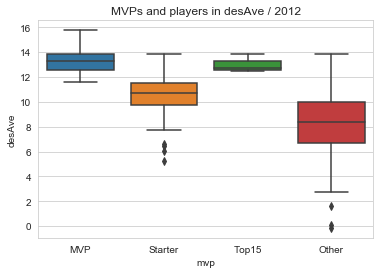 MVPs and players in desAve / 2012
16
14
12
10
8
6
4
2
0
desAve
MVP Starter Top15 Other
mvp